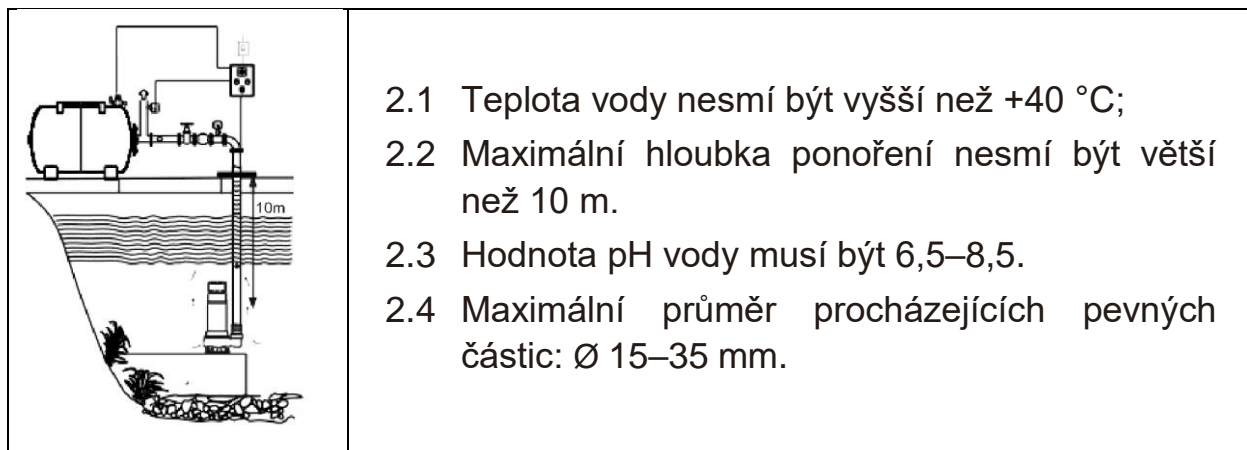 10m
2.1 Teplota vody nesmí být vyšší než +40 °C;
2.2 Maximální hloubka ponoření nesmí být větší
než 10 m.
2.3 Hodnota pH vody musí být 6,5–8,5.
2.4 Maximální průměr procházejících pevných
částic: Ø 15–35 mm.